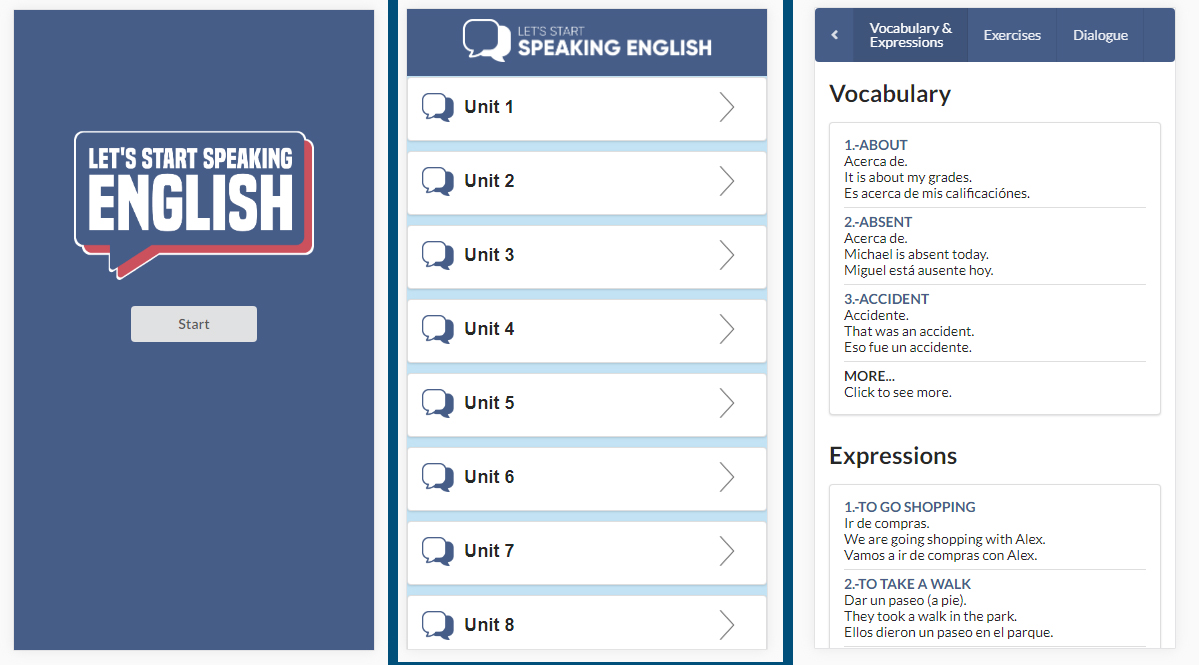 LET'S START SPEAKING
ENGLISH
Start
LET'S START
SPEAKING ENGLISH
Unit 1
Unit 2
Unit 3
Unit 4
Unit 5
Unit 6
Unit 7
Unit 8
Vocabulary &
Expressions
Exercises
Dialogue
Vocabulary
1.-ABOUT
Acerca de.
It is about my grades.
Es acerca de mis calificaciónes.
2.-ABSENT
Acerca de.
Michael is absent today.
Miguel está ausente hoy.
3.-ACCIDENT
Accidente.
That was an accident.
Eso fue un accidente.
MORE...
Click to see more.
Expressions
1.-TO GO SHOPPING
Ir de compras.
We are going shopping with Alex.
Vamos a ir de compras con Alex.
2.-TO TAKE A WALK
Dar un paseo (a pie).
They took a walk in the park.
Ellos dieron un paseo en el parque.